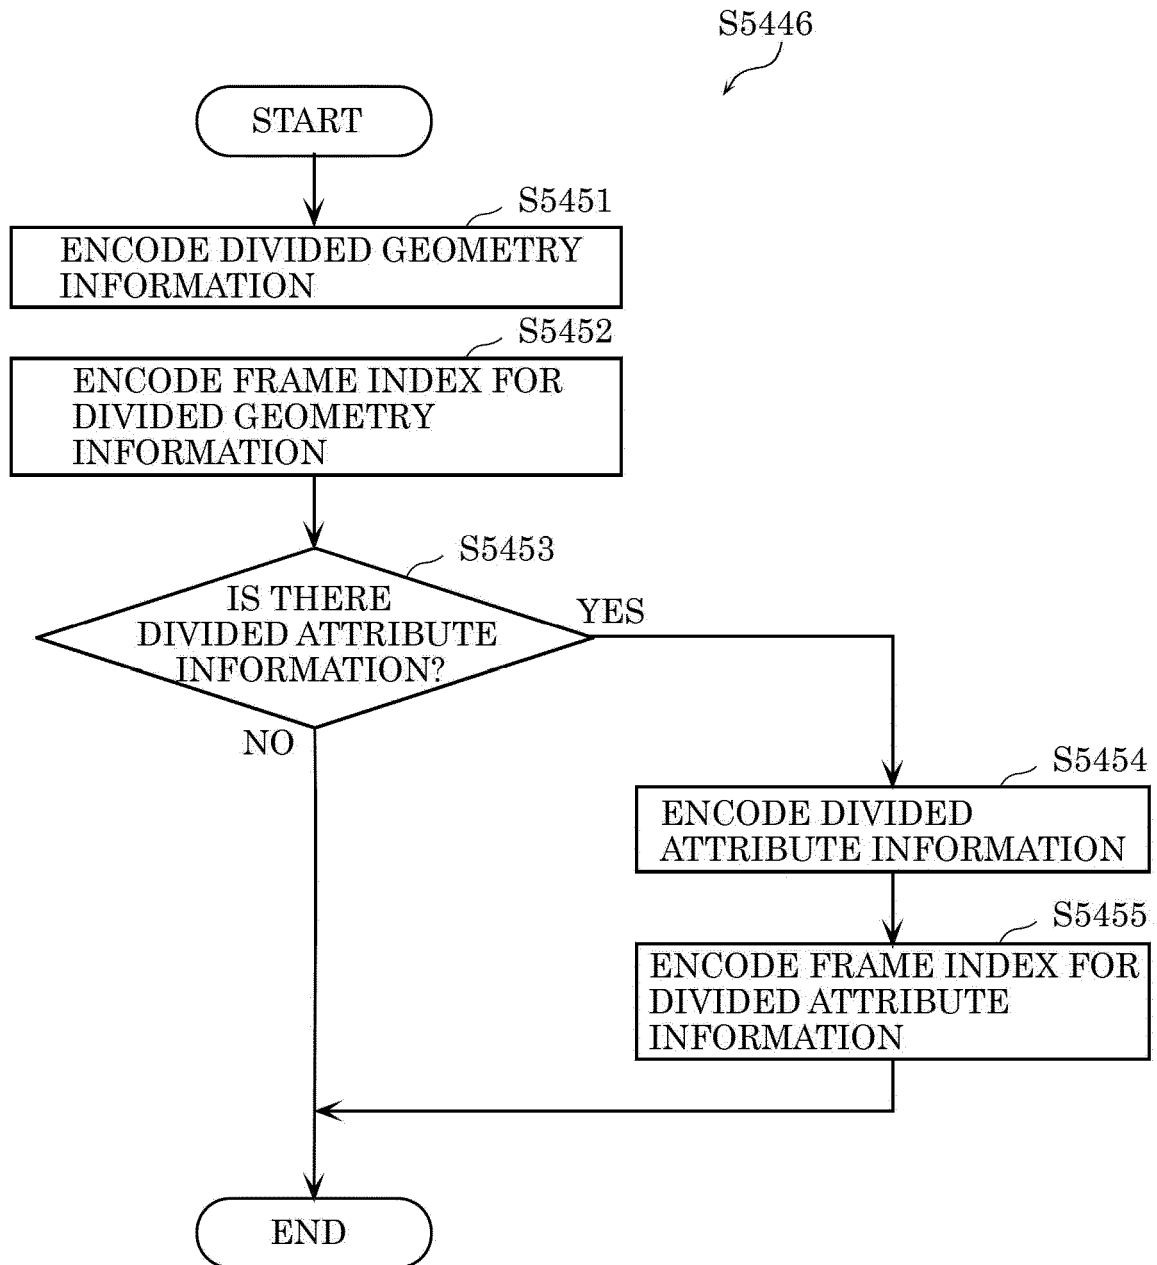 S5446
START
S5451
ENCODE DIVIDED GEOMETRY
INFORMATION
S5452
ENCODE FRAME INDEX FOR
DIVIDED GEOMETRY
INFORMATION
S5453
IS THERE
DIVIDED ATTRIBUTE
INFORMATION?
YES
NO
S5454
ENCODE DIVIDED
ATTRIBUTE INFORMATION
S5455
ENCODE FRAME INDEX FOR
DIVIDED ATTRIBUTE
INFORMATION
END